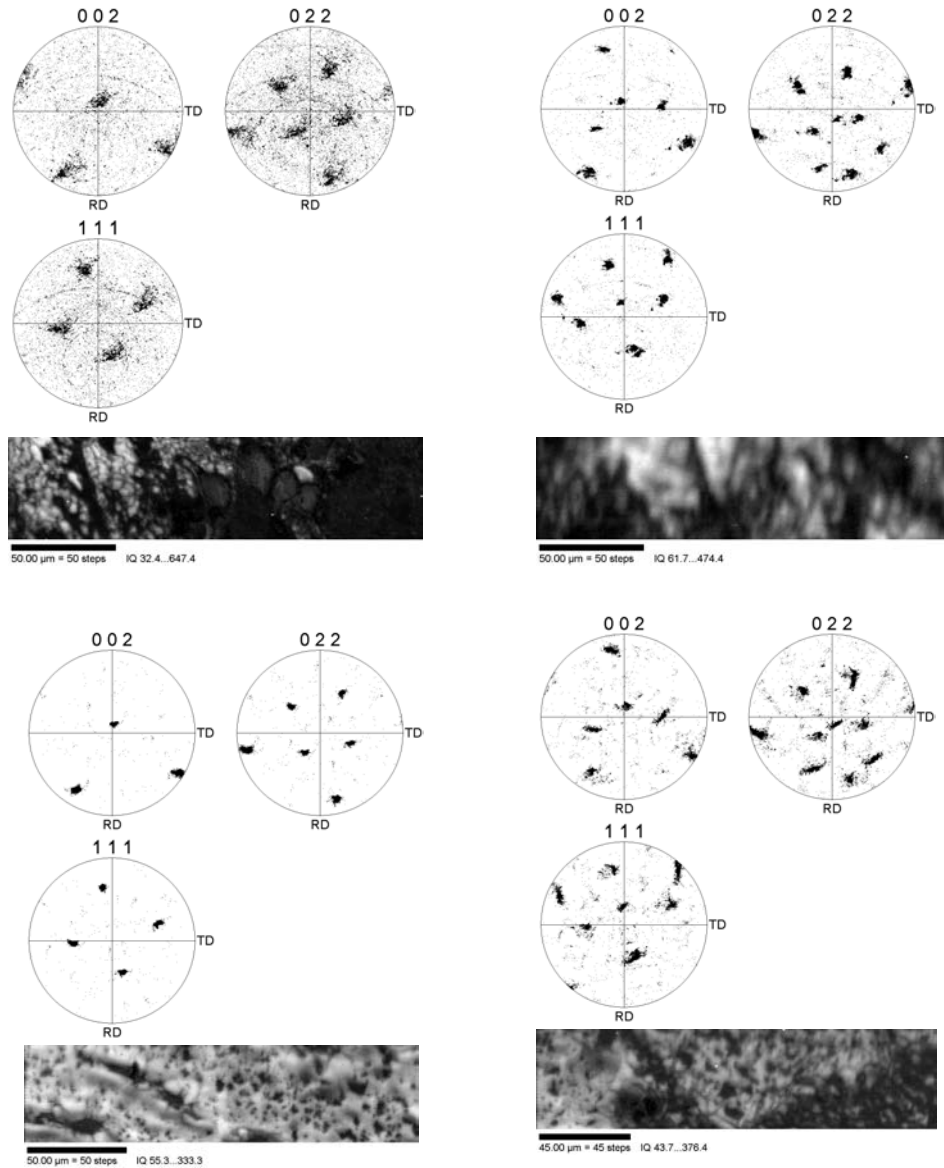 0 0 2
0 2 2
TD
TD
RD
RD
1 1 1
TD
RD
50.00 µm = 50 steps IQ 32.4...647.4
0 0 2
0 2 2
TD
TD
RD
RD
1 1 1
TD
RD
50.00 µm = 50 steps IQ 61.7...474.4
0 0 2
0 2 2
TD
TD
RD
RD
1 1 1
TD
RD
50.00 µm = 50 steps IQ 55.3...333.3
0 0 2
0 2 2
TD
TD
RD
RD
1 1 1
TD
RD
45.00 µm = 45 steps IQ 43.7...376.4